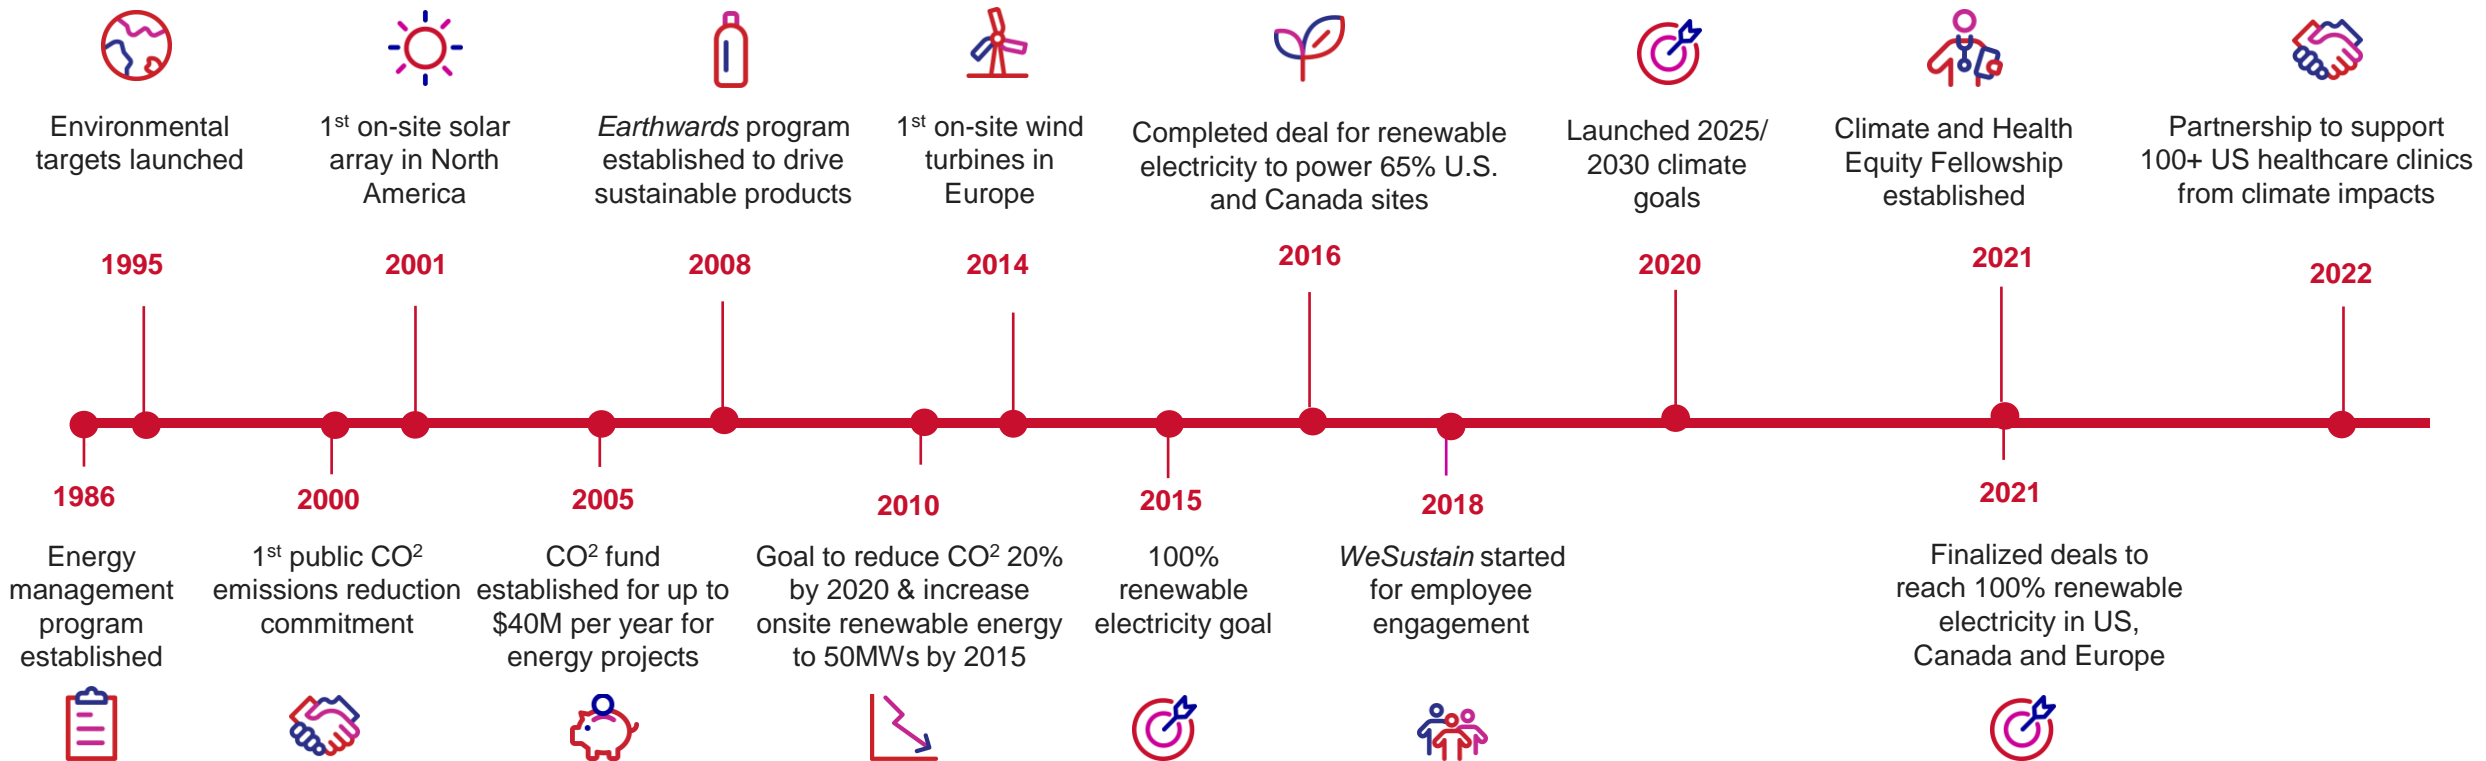 Environmental
targets launched
1995
1st on-site solar
array in North
America
2001
Earthwards program
established to drive
sustainable products
2008
1st on-site wind
turbines in
Europe
2014
Completed deal for renewable
electricity to power 65% U.S.
and Canada sites
2016
Launched 2025/
2030 climate
goals
2020
Climate and Health
Equity Fellowship
established
2021
Partnership to support
100+ US healthcare clinics
from climate impacts
2022
1986
Energy
management
program
established
2000
1st public CO2
emissions reduction
commitment
2005
CO2 fund
established for up to
$40M per year for
energy projects
2010
Goal to reduce CO2 20%
by 2020 & increase
onsite renewable energy
to 50MWs by 2015
2015
100%
renewable
electricity goal
2018
WeSustain started
for employee
engagement
2021
Finalized deals to
reach 100% renewable
electricity in US,
Canada and Europe